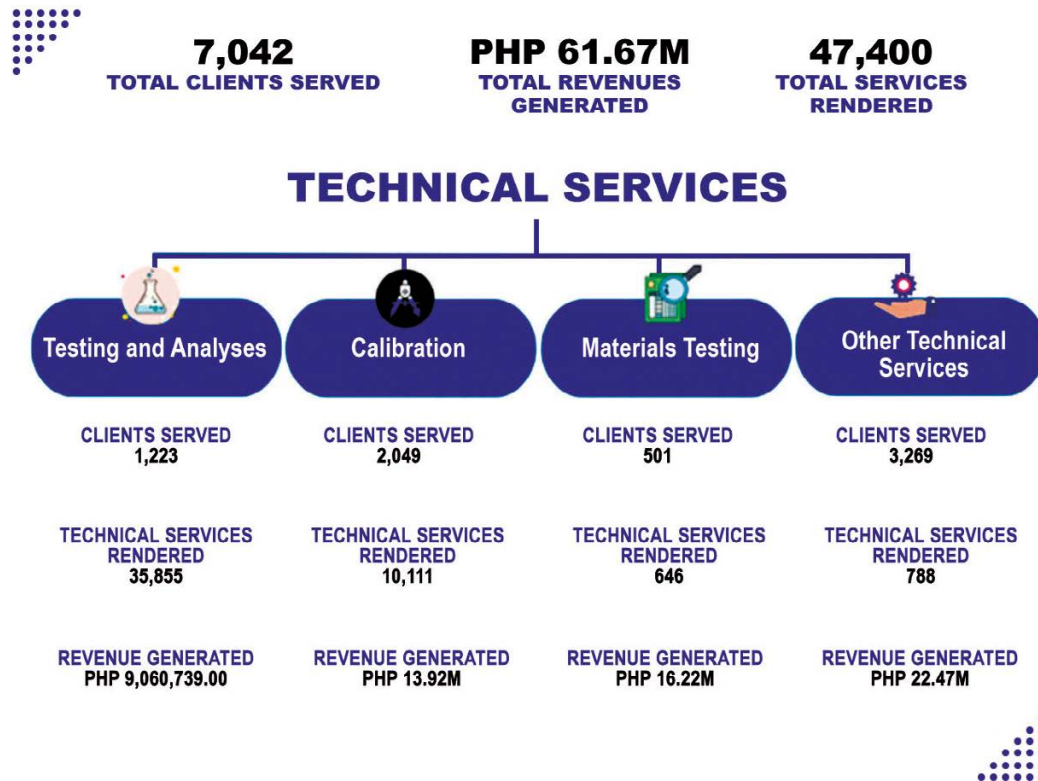 7,042
TOTAL CLIENTS SERVED
PHP 61.67M
TOTAL REVENUES
GENERATED
47,400
TOTAL SERVICES
RENDERED
TECHNICAL SERVICES
Testing and Analyses
CLIENTS SERVED
1,223
TECHNICAL SERVICES
RENDERED
35,855
REVENUE GENERATED
PHP 9,060,739.00
Calibration
CLIENTS SERVED
2,049
TECHNICAL SERVICES
RENDERED
10,111
REVENUE GENERATED
PHP 13.92M
Materials Testing
CLIENTS SERVED
501
TECHNICAL SERVICES
RENDERED
646
REVENUE GENERATED
PHP 16.22M
Other Technical
Services
CLIENTS SERVED
3,269
TECHNICAL SERVICES
RENDERED
788
REVENUE GENERATED
PHP 22.47M